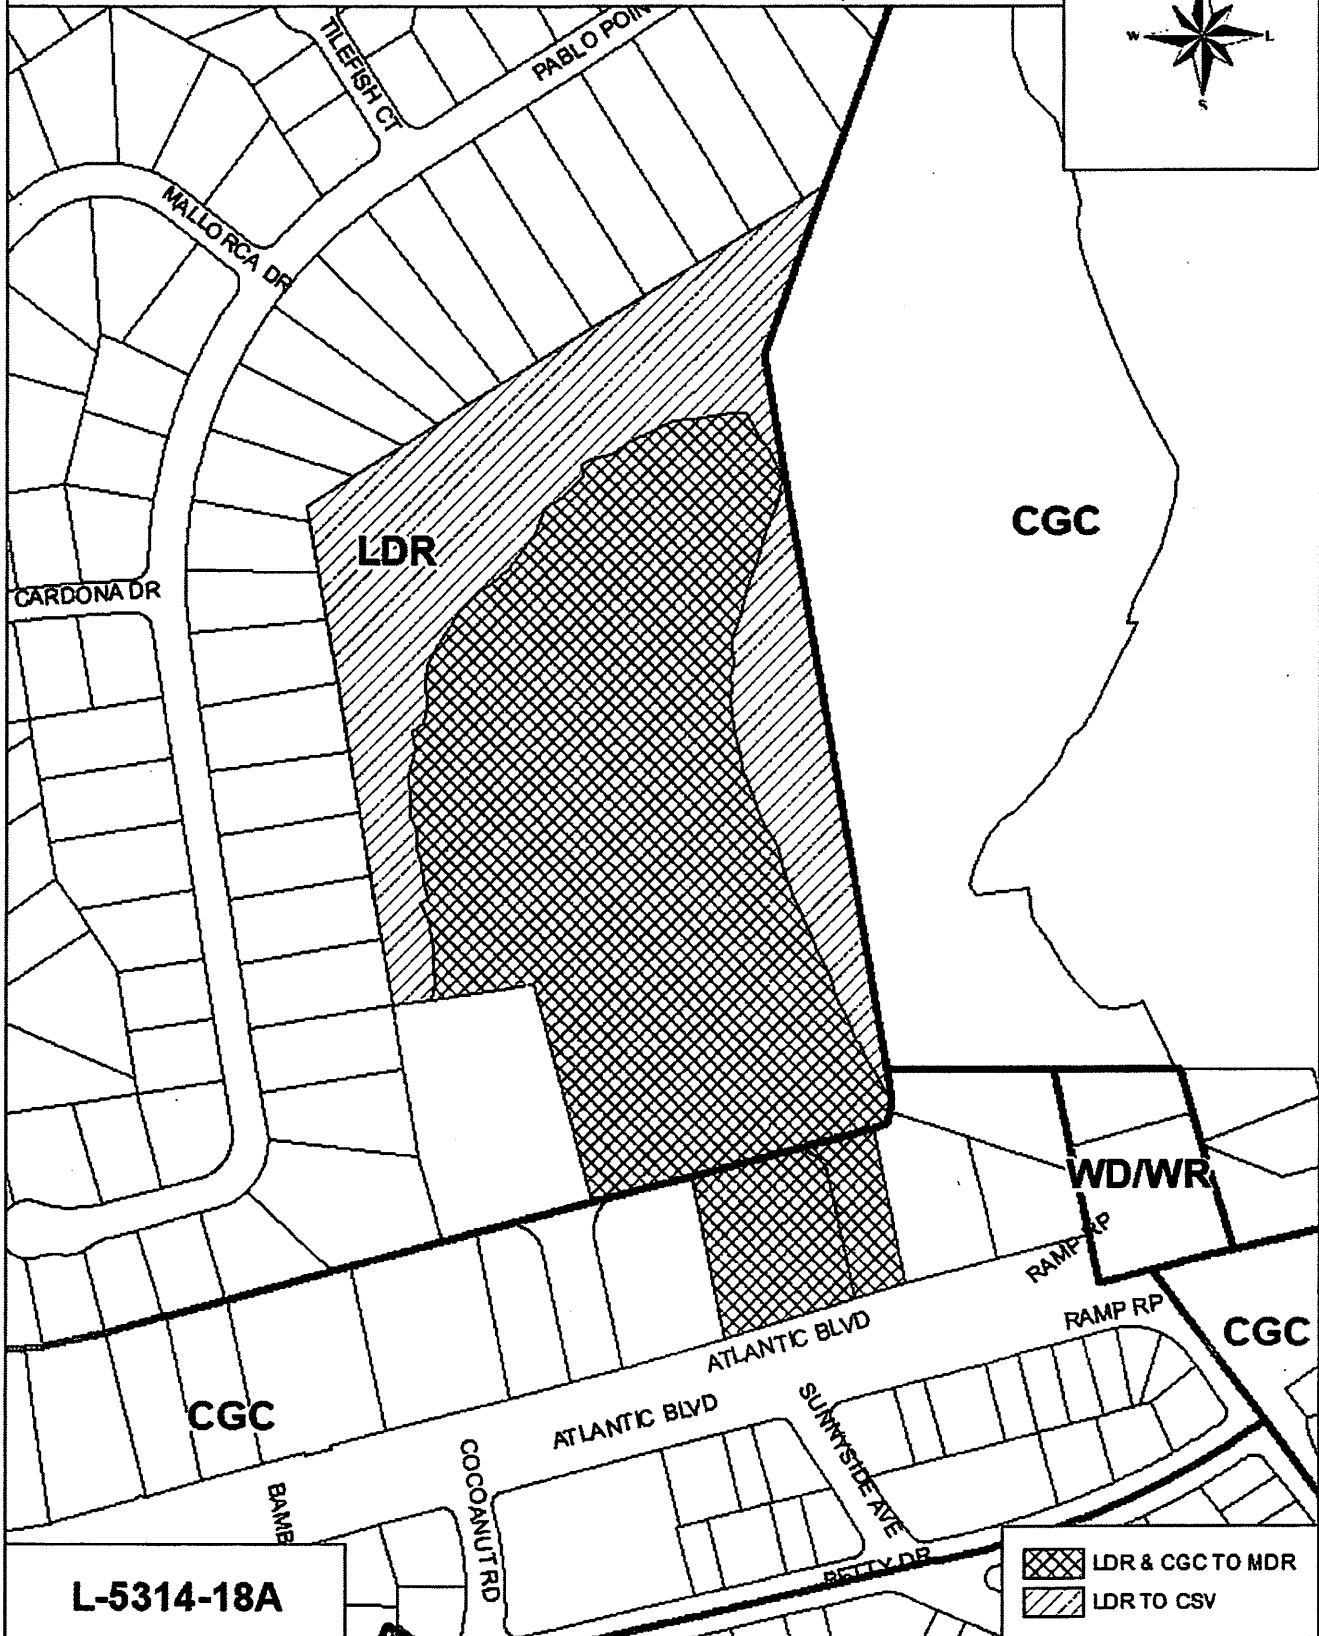 TILEFISH CT
PABLO POIN
W
L
S
MALLORCA DR
CGC
LDR
CARDONA DR
WD/WR
RAMP RP
RAMP RP
CGC
ATLANTIC BLVD
CGC
ATLANTIC BLVD
SUNNYSIDE AVE
COCOANUT RD
BAMB
BETTY DR
LDR & CGC TO MDR
LDR TO CSV
L-5314-18A